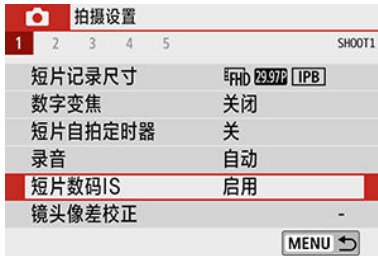 拍摄设置
1 2 3 4 5 SHOOT1
短片记录尺寸 EFHD 29.97P IPB
数字变焦 关闭
短片自拍定时器 关
录音 自动
短片数码IS 启用
镜头像差校正 -
MENU